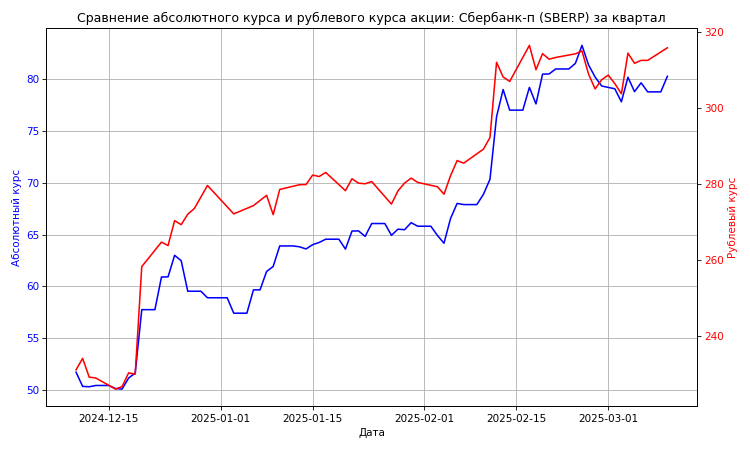 Сравнение абсолютного курса и рублевого курса акции: Сбербанк-п (SBERP) за квартал
Абсолютный курс
80
75
70
65
60
55
50
320
300
280
260
240
Рублевый курс
2024-12-15 2025-01-01 2025-01-15 2025-02-01 2025-02-15 2025-03-01
Дата